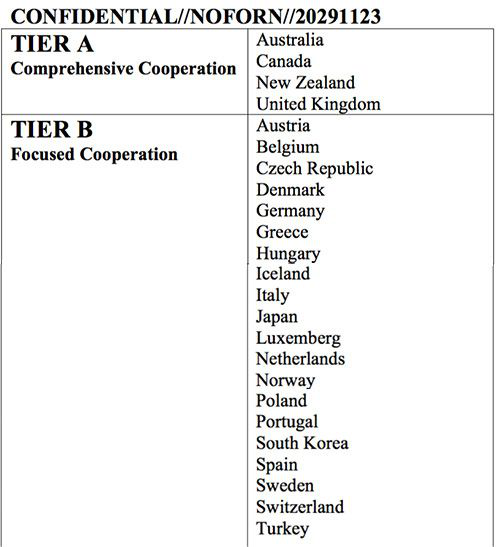 CONFIDENTIAL//NOFORN//20291123
TIER A
Comprehensive Cooperation
Australia
Canada
New Zealand
United Kingdom
TIER B
Focused Cooperation
Austria
Belgium
Czech Republic
Denmark
Germany
Greece
Hungary
Iceland
Italy
Japan
Luxemberg
Netherlands
Norway
Poland
Portugal
South Korea
Spain
Sweden
Switzerland
Turkey